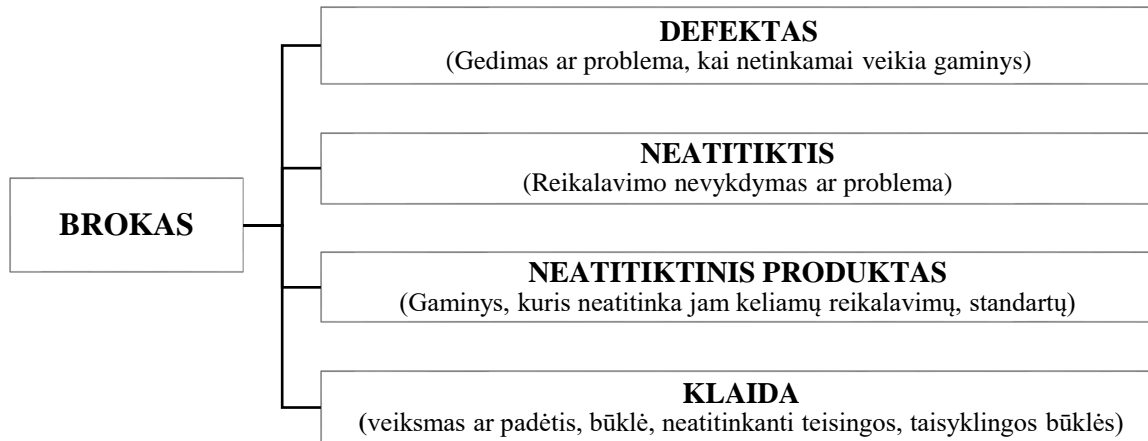 DEFEKTAS
(Gedimas ar problema, kai netinkamai veikia gaminys)
NEATITIKTIS
(Reikalavimo nevykdymas ar problema)
BROKAS
NEATITIKTINIS PRODUKTAS
(Gaminys, kuris neatitinka jam keliamų reikalavimų, standartų)
KLAIDA
(veiksmas ar padėtis, būklė, neatitinkanti teisingos, taisyklingos būklės)